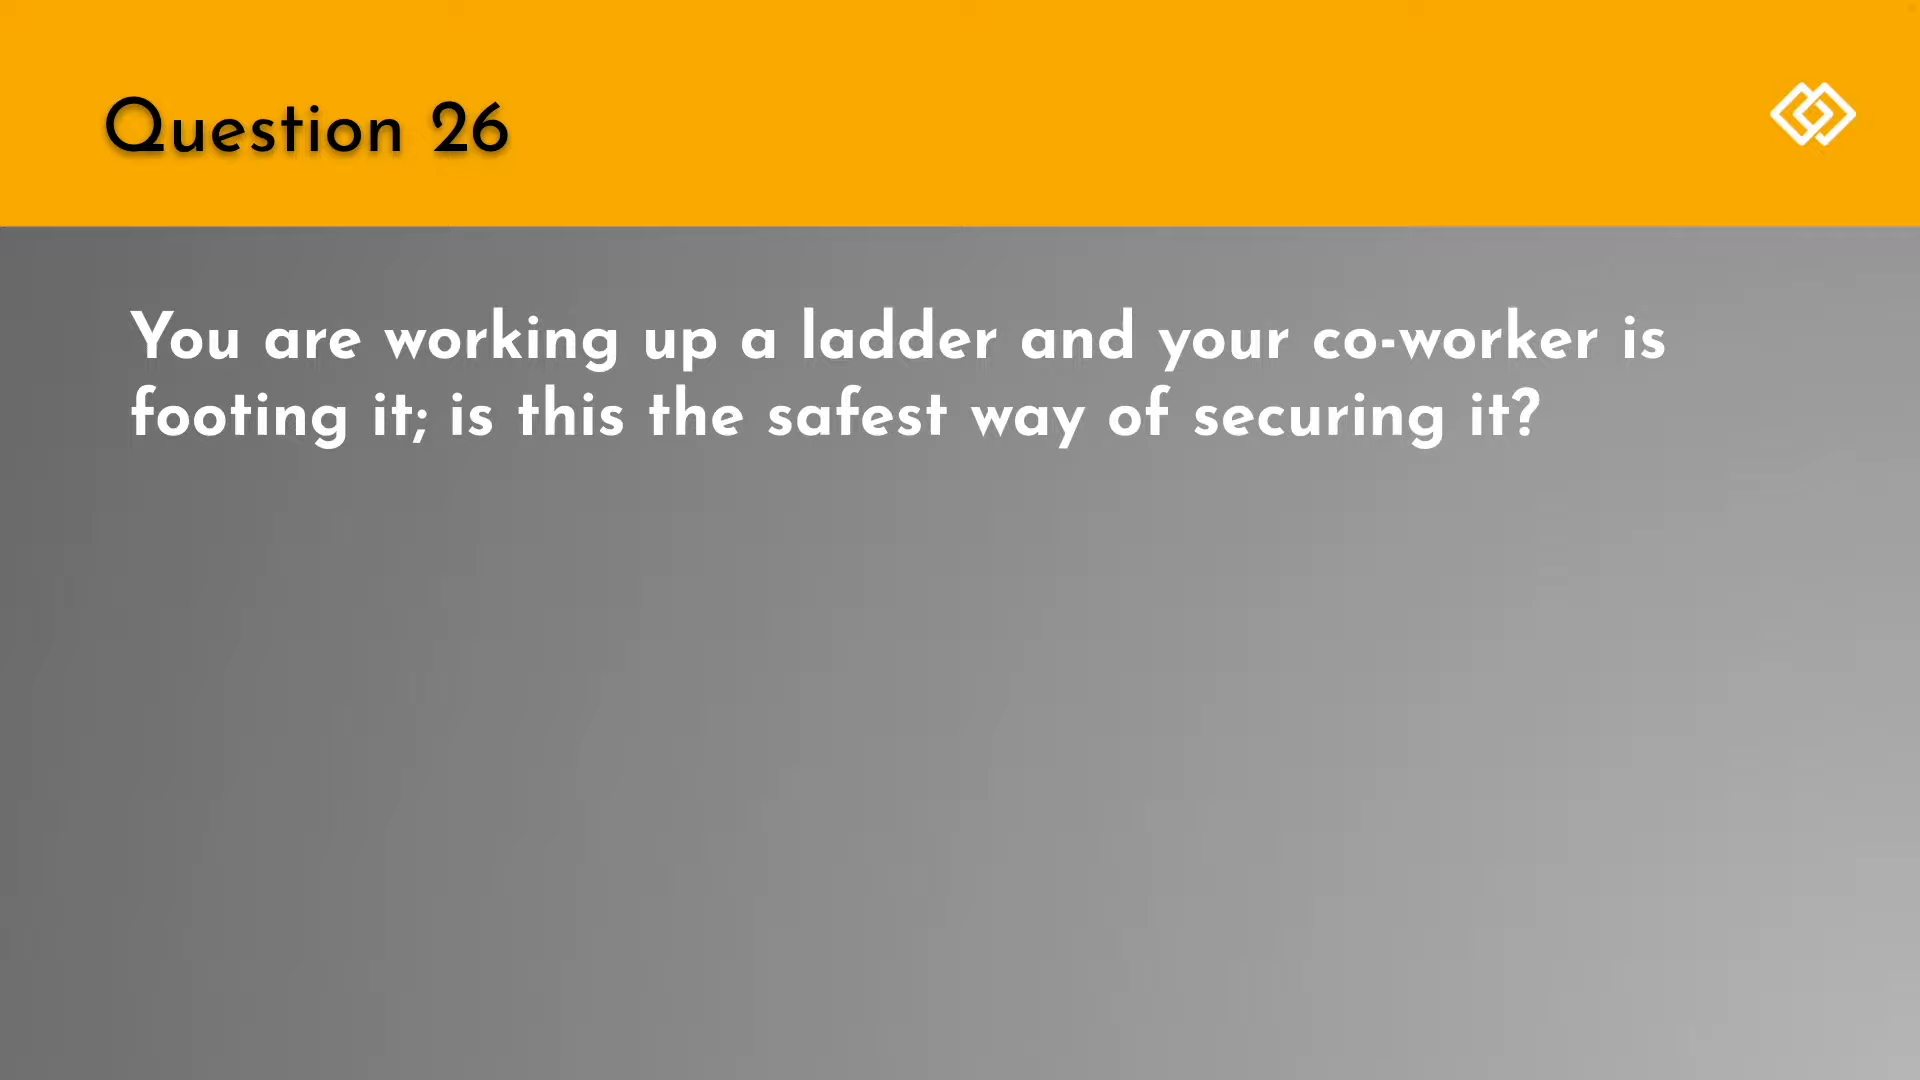 Question 26
You are working up a ladder and your co-worker is
footing it; is this the safest way of securing it?